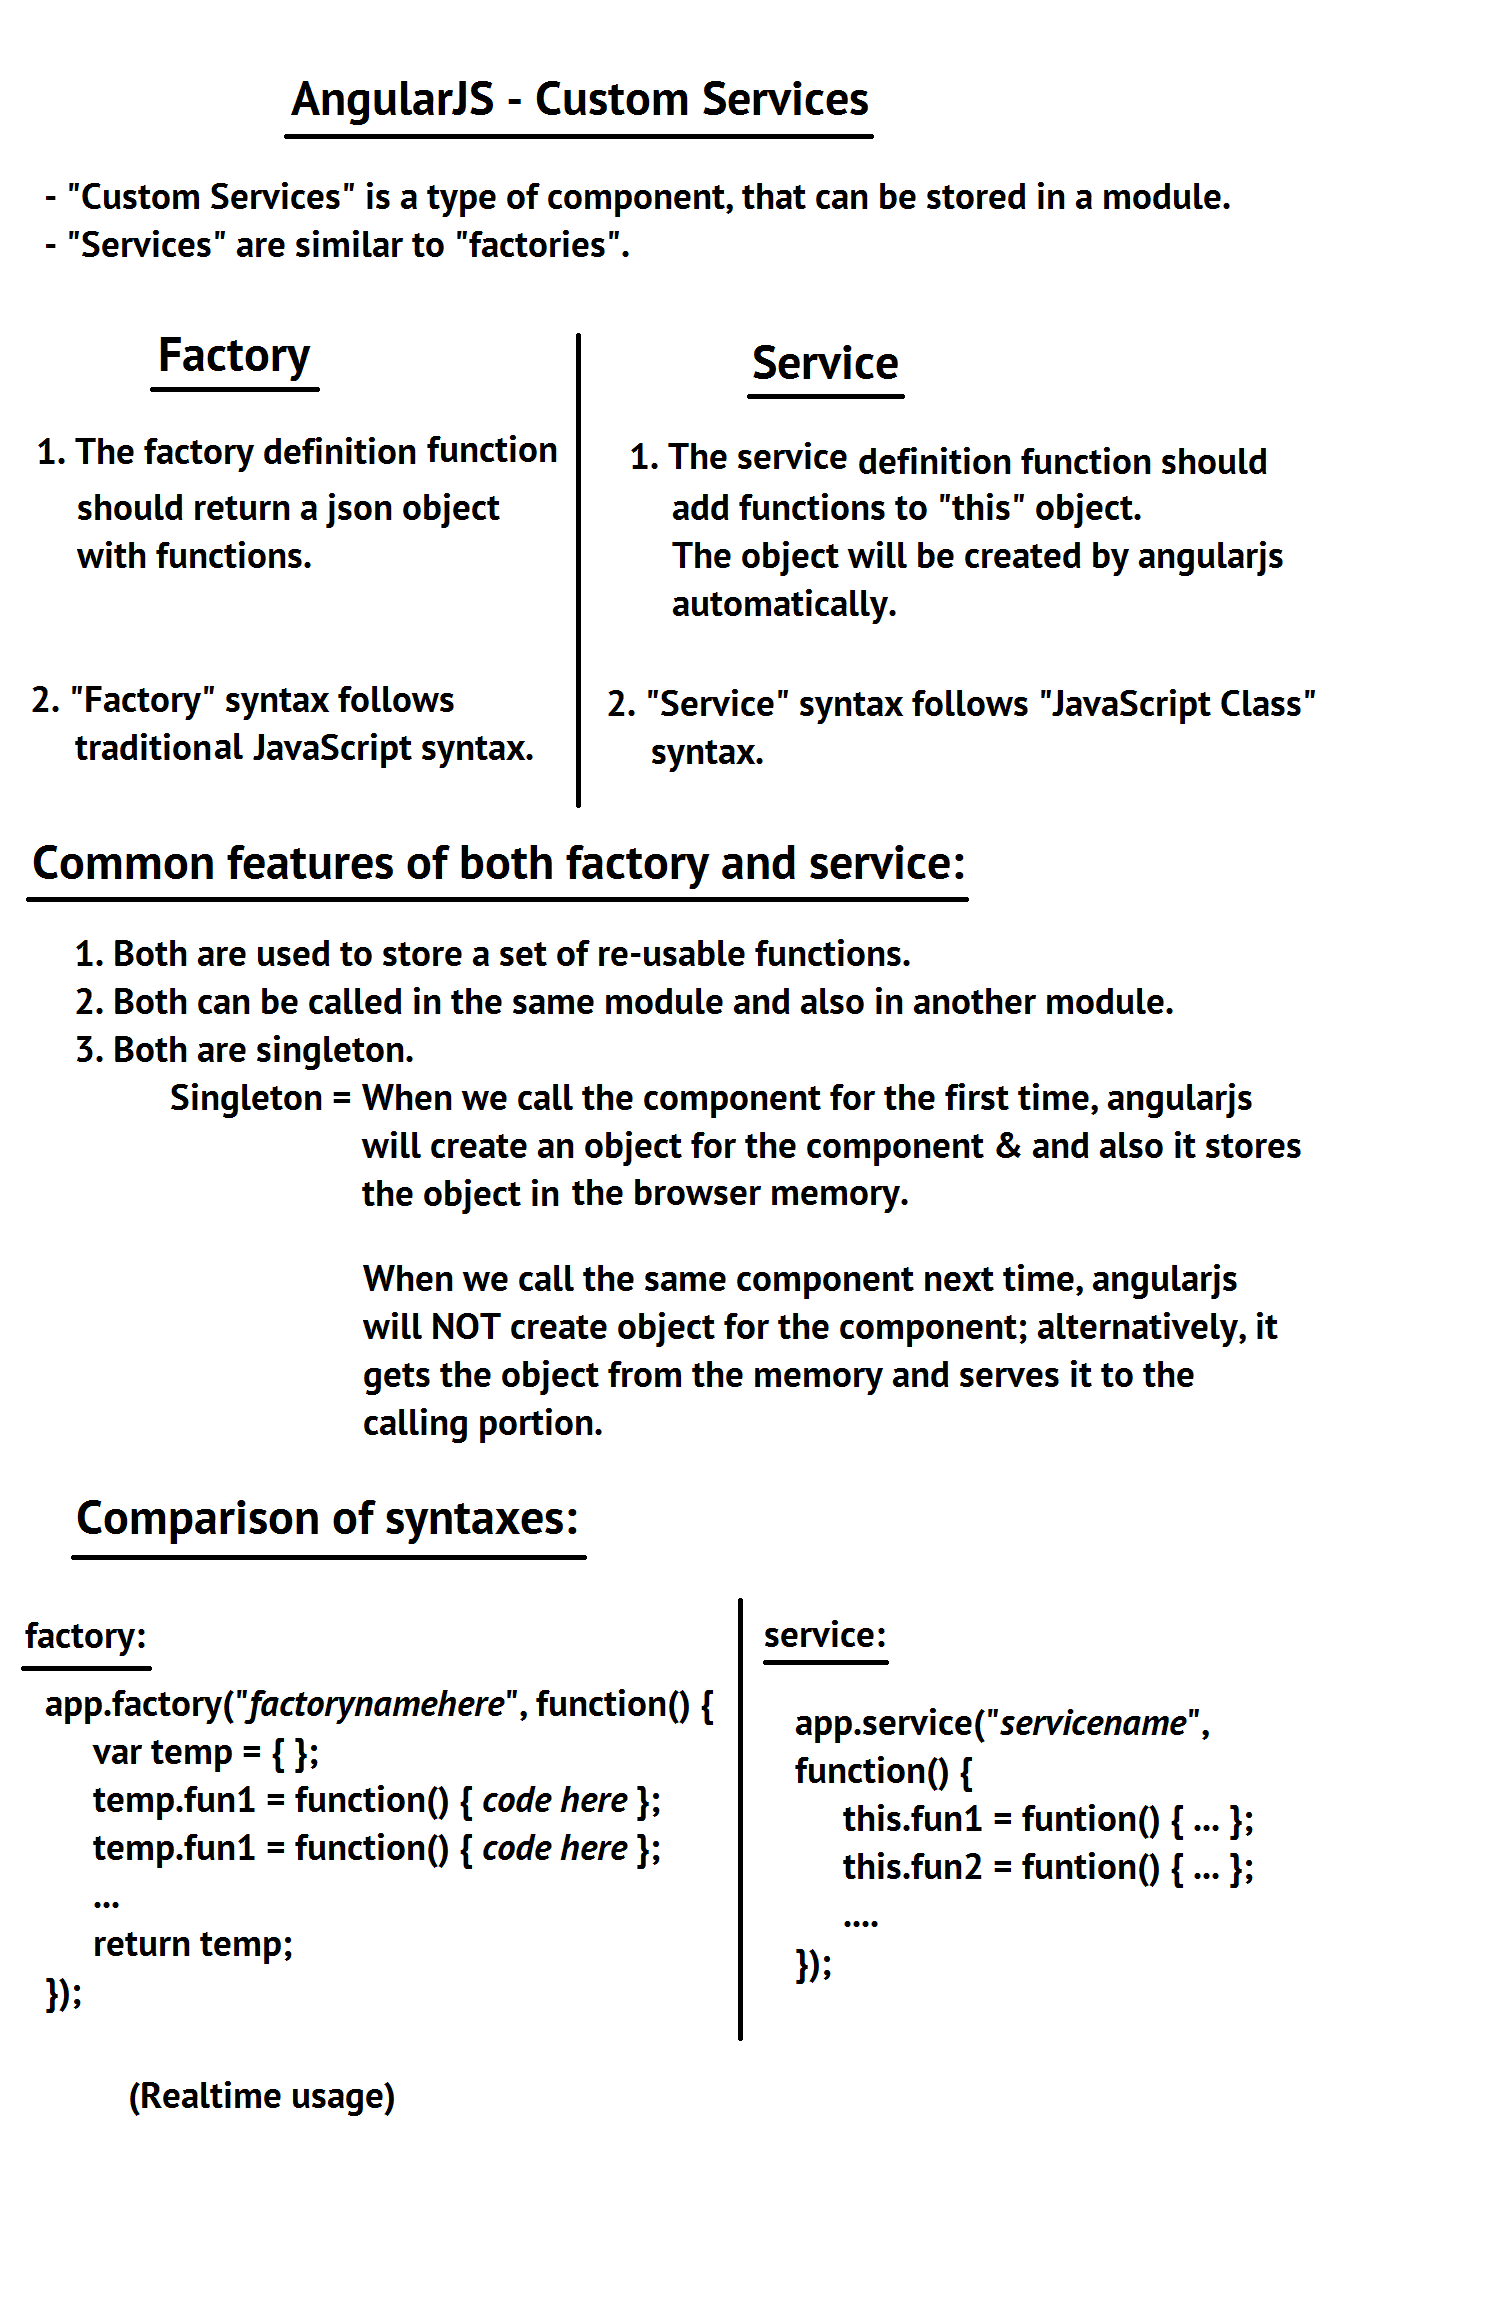 AngularJS - Custom Services
- "Custom Services" is a type of component, that can be stored in a module.
- "Services" are similar to "factories".
Factory
1. The factory definition function
should return a json object
with functions.
2. "Factory" syntax follows
traditional JavaScript syntax.
Service
1. The service definition function should
add functions to "this" object.
The object will be created by angularjs
automatically.
2. "Service" syntax follows "JavaScript Class"
syntax.
Common features of both factory and service:
1. Both are used to store a set of re-usable functions.
2. Both can be called in the same module and also in another module.
3. Both are singleton.
Singleton = When we call the component for the first time, angularjs
will create an object for the component & and also it stores
the object in the browser memory.
When we call the same component next time, angularjs
will NOT create object for the component; alternatively, it
gets the object from the memory and serves it to the
calling portion.
Comparison of syntaxes:
factory:
app.factory("factorynamehere", function() {
var temp = { };
temp.fun1 = function() { code here };
temp.fun1 = function() { code here };
...
return temp;
});
(Realtime usage)
service:
app.service("servicename",
function() {
this.fun1 = funtion() { ... };
this.fun2 = funtion() { ... };
....
});